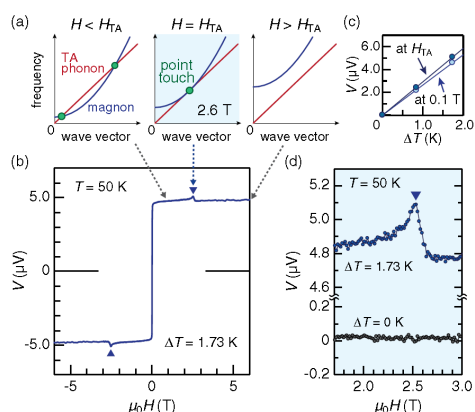 (a) H < H_TA H = H_TA H > H_TA
frequency
TA phonon
magnon
point touch
2.6 T
0 wave vector 0 wave vector 0 wave vector
(b)
T = 50 K
V (μV)
5.0
0
-5.0
ΔT = 1.73 K
-5 0 5
μ0H (T)
(c)
V (μV)
6.0
4.0
2.0
0
at H_TA
at 0.1 T
0 1.0 2.0
ΔT (K)
(d)
T = 50 K
V (μV)
5.2
5.0
4.8
4.6
0.2
0
-0.2
ΔT = 1.73 K
ΔT = 0 K
2.0 2.5 3.0
μ0H (T)